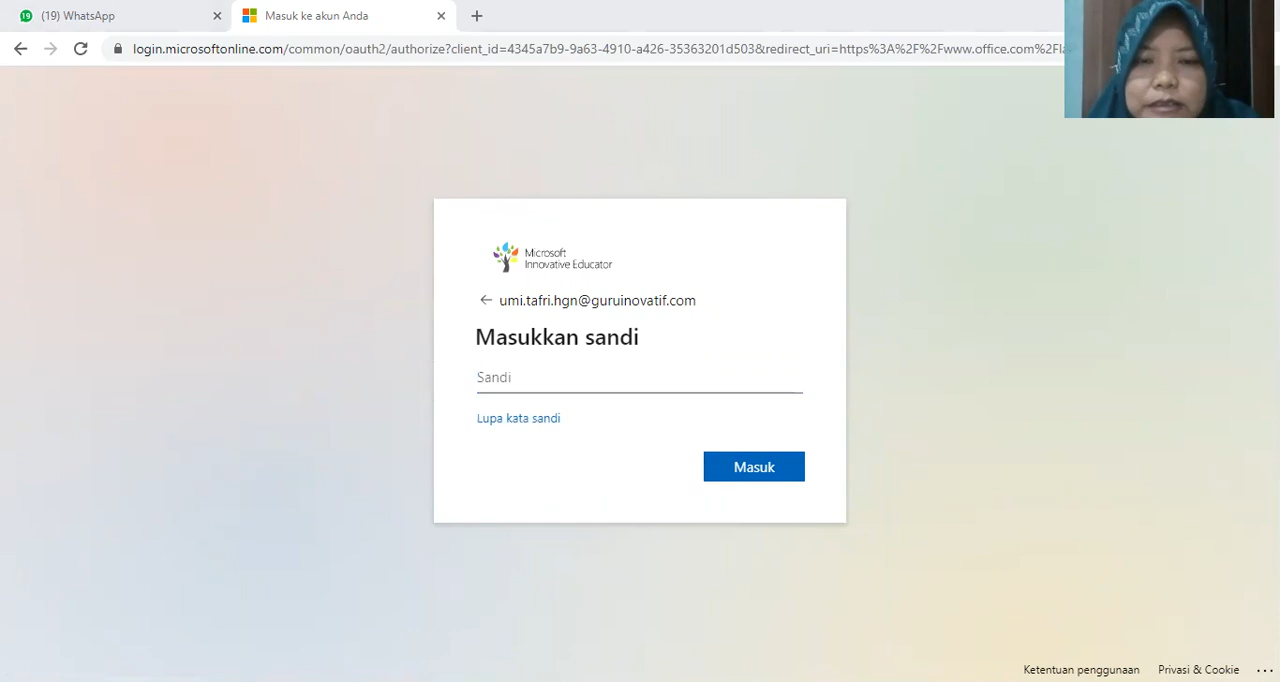 (19) WhatsApp
Masuk ke akun Anda
login.microsoftonline.com/common/oauth2/authorize?client_id=4345a7b9-9a63-4910-a426-35363201d503&redirect_uri=https%3A%2F%2Fwww.office.com%2Fla
Microsoft
Innovative Educator
umi.tafri.hgn@guruinovatif.com
Masukkan sandi
Sandi
Lupa kata sandi
Masuk
Ketentuan penggunaan Privasi & Cookie ...